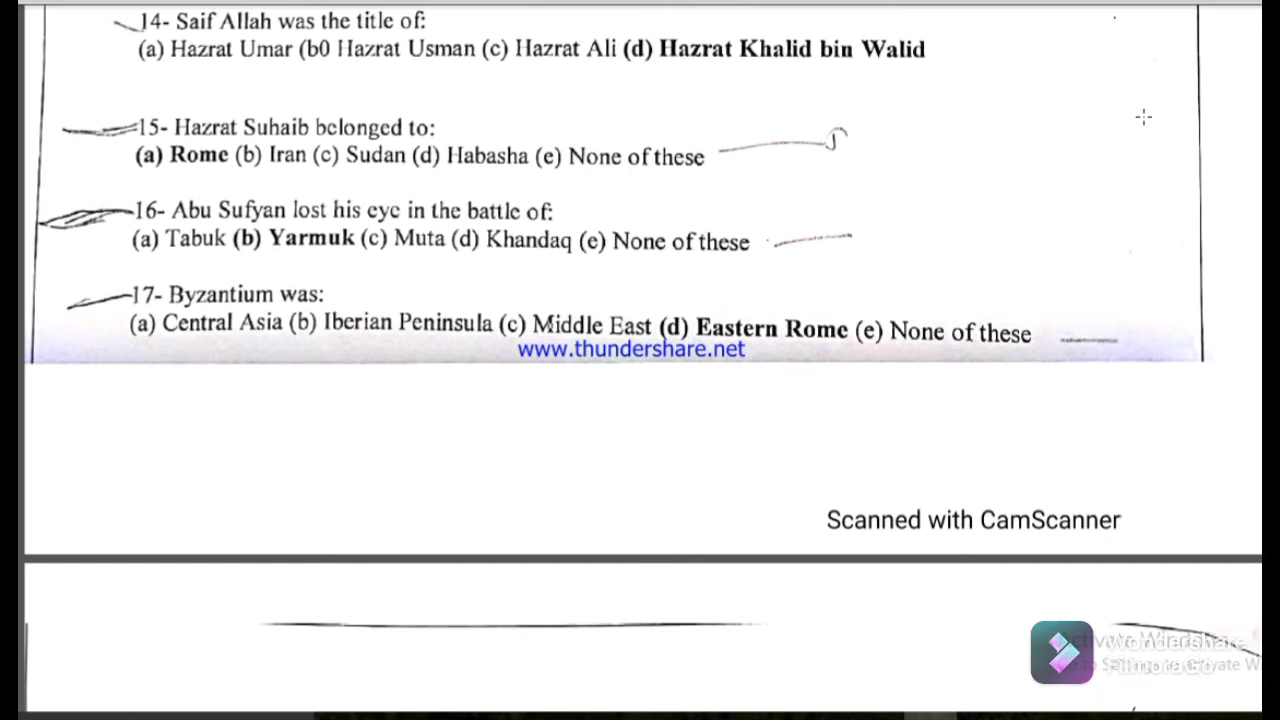 14- Saif Allah was the title of:
(a) Hazrat Umar (b0 Hazrat Usman (c) Hazrat Ali (d) Hazrat Khalid bin Walid
15- Hazrat Suhaib belonged to:
(a) Rome (b) Iran (c) Sudan (d) Habasha (e) None of these
16- Abu Sufyan lost his eye in the battle of:
(a) Tabuk (b) Yarmuk (c) Muta (d) Khandaq (e) None of these
17- Byzantium was:
(a) Central Asia (b) Iberian Peninsula (c) Middle East (d) Eastern Rome (e) None of these
www.thundershare.net
Scanned with CamScanner
Wondershare
Filmora